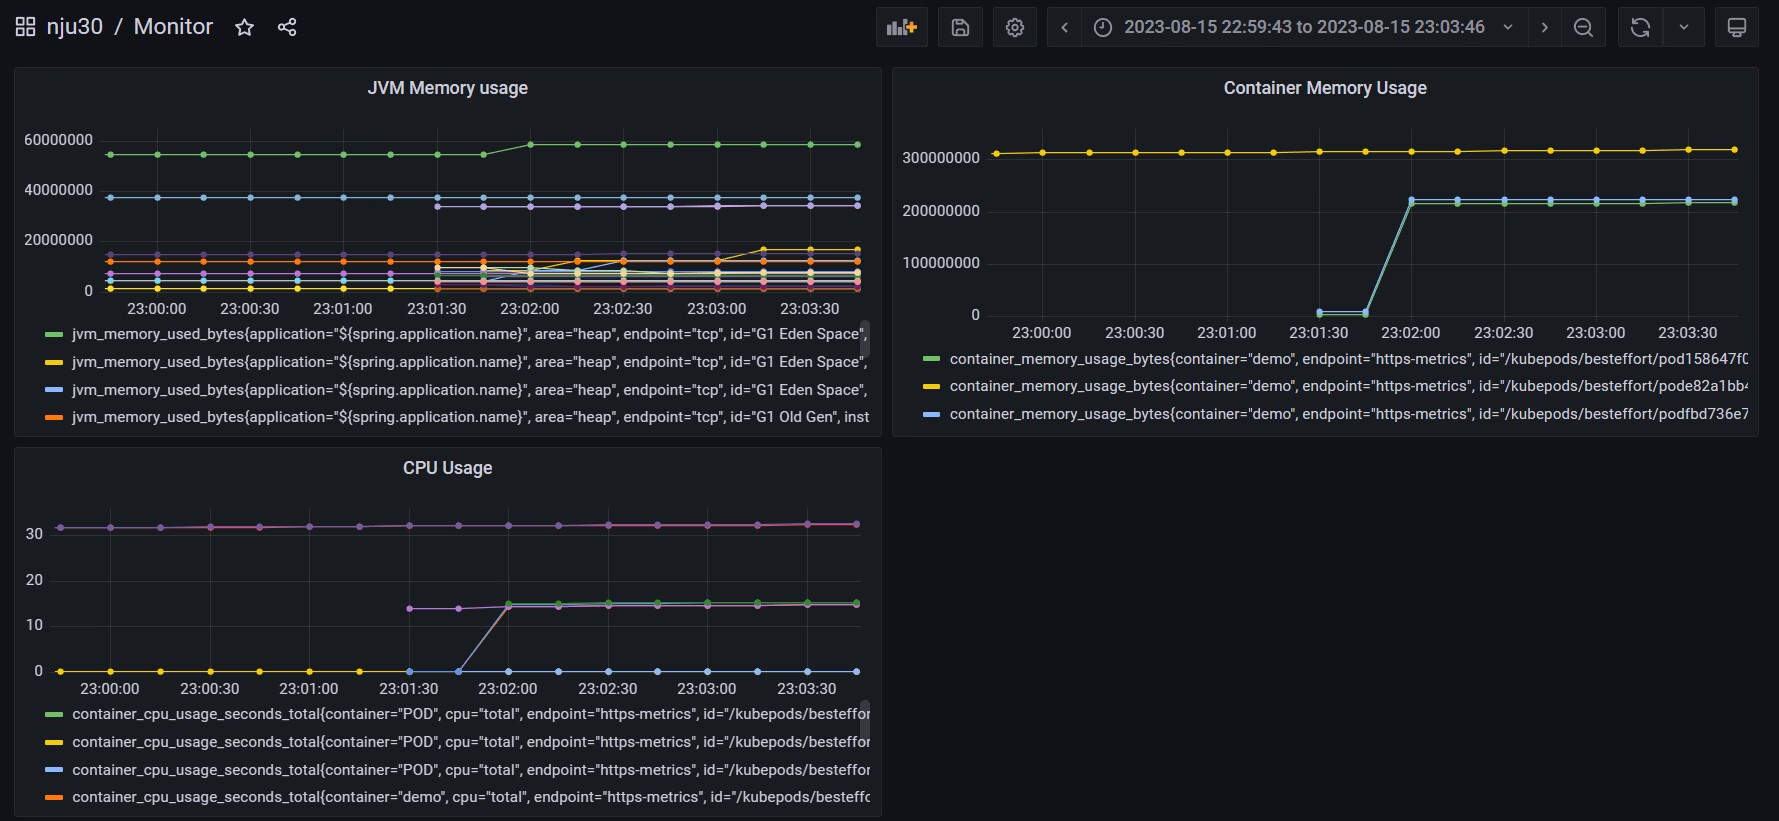 nju30 / Monitor
2023-08-15 22:59:43 to 2023-08-15 23:03:46
JVM Memory usage
60000000
40000000
20000000
0
23:00:00 23:00:30 23:01:00 23:01:30 23:02:00 23:02:30 23:03:00 23:03:30
jvm_memory_used_bytes{application="${spring.application.name}", area="heap", endpoint="tcp", id="G1 Eden Space",
jvm_memory_used_bytes{application="${spring.application.name}", area="heap", endpoint="tcp", id="G1 Eden Space",
jvm_memory_used_bytes{application="${spring.application.name}", area="heap", endpoint="tcp", id="G1 Eden Space",
jvm_memory_used_bytes{application="${spring.application.name}", area="heap", endpoint="tcp", id="G1 Old Gen", inst
Container Memory Usage
300000000
200000000
100000000
0
23:00:00 23:00:30 23:01:00 23:01:30 23:02:00 23:02:30 23:03:00 23:03:30
container_memory_usage_bytes{container="demo", endpoint="https-metrics", id="/kubepods/besteffort/pod158647f0
container_memory_usage_bytes{container="demo", endpoint="https-metrics", id="/kubepods/besteffort/pode82a1bb4
container_memory_usage_bytes{container="demo", endpoint="https-metrics", id="/kubepods/besteffort/podfbd736e7
CPU Usage
30
20
10
0
23:00:00 23:00:30 23:01:00 23:01:30 23:02:00 23:02:30 23:03:00 23:03:30
container_cpu_usage_seconds_total{container="POD", cpu="total", endpoint="https-metrics", id="/kubepods/besteffor
container_cpu_usage_seconds_total{container="POD", cpu="total", endpoint="https-metrics", id="/kubepods/besteffor
container_cpu_usage_seconds_total{container="POD", cpu="total", endpoint="https-metrics", id="/kubepods/besteffor
container_cpu_usage_seconds_total{container="demo", cpu="total", endpoint="https-metrics", id="/kubepods/besteffo